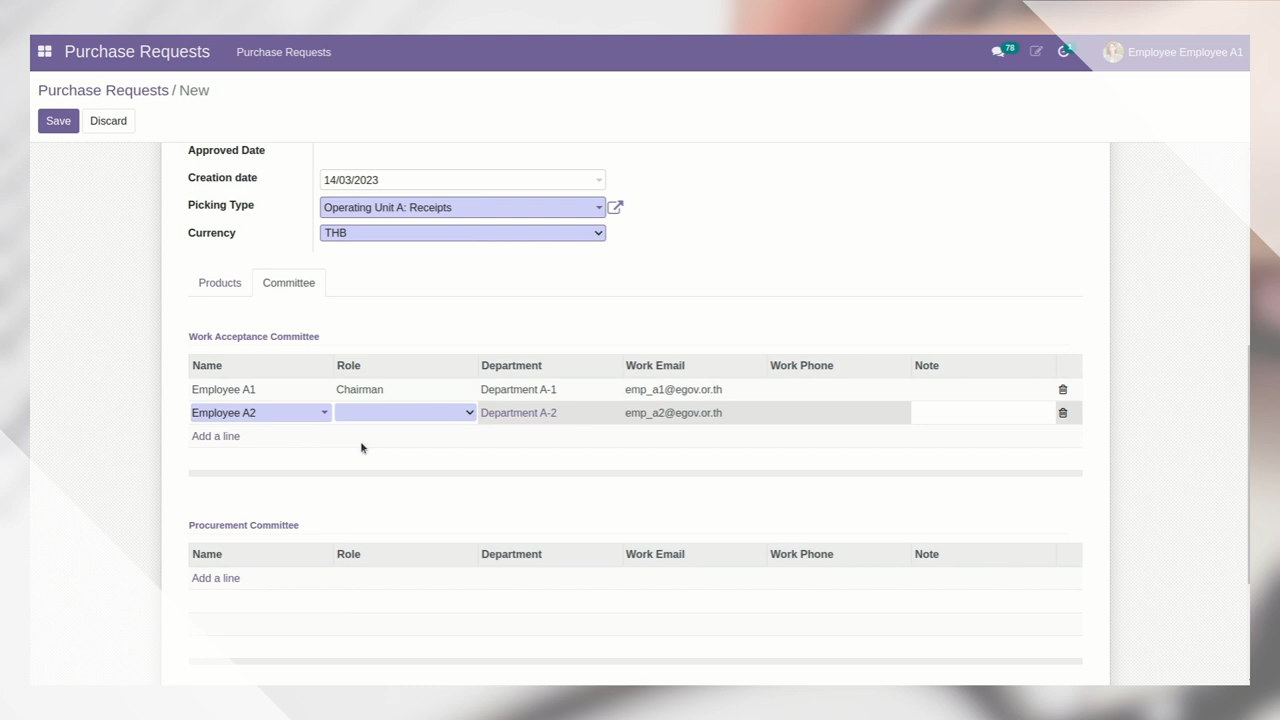 Purchase Requests Purchase Requests 78 Employee Employee A1
Purchase Requests / New
Save Discard
Approved Date
Creation date 14/03/2023
Picking Type Operating Unit A: Receipts
Currency THB
Products Committee
Work Acceptance Committee
Name Role Department Work Email Work Phone Note
Employee A1 Chairman Department A-1 emp_a1@egov.or.th
Employee A2 Department A-2 emp_a2@egov.or.th
Add a line
Procurement Committee
Name Role Department Work Email Work Phone Note
Add a line